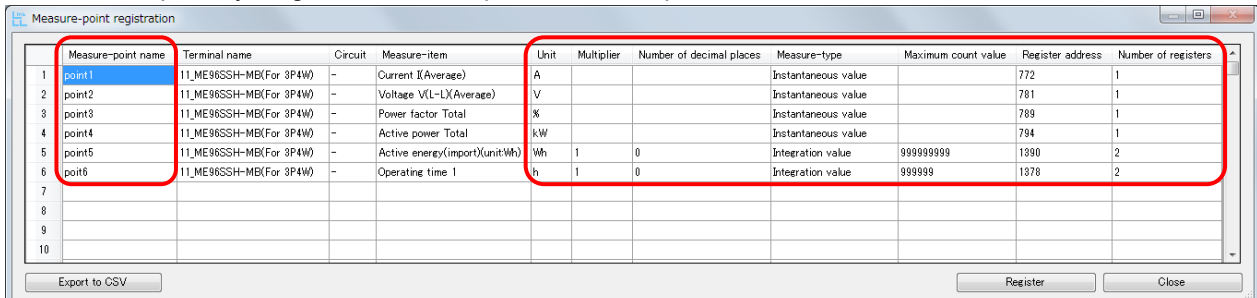 Measure-point registration
Measure-point name Terminal name Circuit Measure-item Unit Multiplier Number of decimal places Measure-type Maximum count value Register address Number of registers
1 point1 11_ME96SSH-MB(For 3P4W) - Current I(Average) A Instantaneous value 772 1
2 point2 11_ME96SSH-MB(For 3P4W) - Voltage V(L-L)(Average) V Instantaneous value 781 1
3 point3 11_ME96SSH-MB(For 3P4W) - Power factor Total % Instantaneous value 789 1
4 point4 11_ME96SSH-MB(For 3P4W) - Active power Total kW Instantaneous value 794 1
5 point5 11_ME96SSH-MB(For 3P4W) - Active energy(import)(unit:Wh) Wh 1 0 Integration value 999999999 1390 2
6 poit6 11_ME96SSH-MB(For 3P4W) - Operating time 1 h 1 0 Integration value 999999 1378 2
7
8
9
10
Export to CSV Register Close